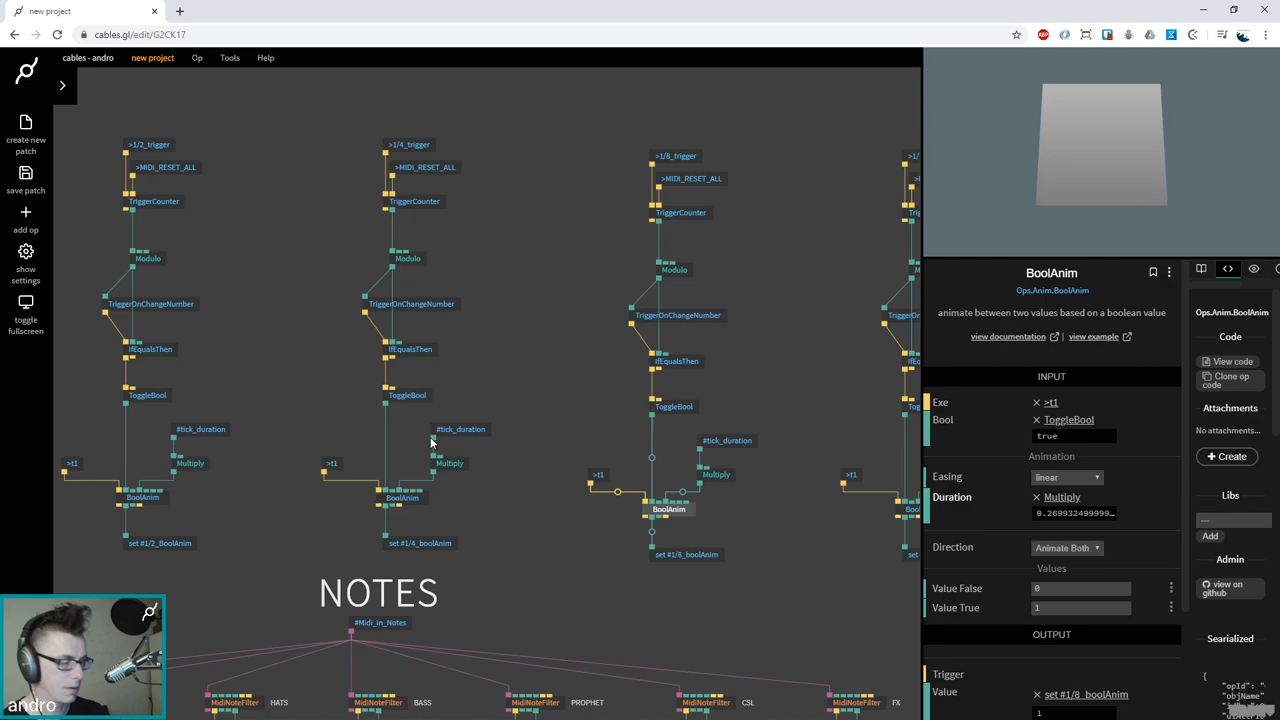 new project
cables.gl/edit/G2CK17
cables - andro new project Op Tools Help
create new patch
save patch
add op
show settings
toggle fullscreen
>1/2_trigger
>MIDI_RESET_ALL
TriggerCounter
Modulo
TriggerOnChangeNumber
IfEqualsThen
ToggleBool
#tick_duration
>t1
Multiply
BoolAnim
set #1/2_BoolAnim
>1/4_trigger
>MIDI_RESET_ALL
TriggerCounter
Modulo
TriggerOnChangeNumber
IfEqualsThen
ToggleBool
#tick_duration
>t1
Multiply
BoolAnim
set #1/4_boolAnim
>1/8_trigger
>MIDI_RESET_ALL
TriggerCounter
Modulo
TriggerOnChangeNumber
IfEqualsThen
ToggleBool
#tick_duration
>t1
Multiply
BoolAnim
set #1/8_boolAnim
>1/
>t1
set
NOTES
#Midi_in_Notes
MidiNoteFilter HATS
MidiNoteFilter BASS
MidiNoteFilter PROPHET
MidiNoteFilter CSL
MidiNoteFilter FX
andro
BoolAnim
Ops.Anim.BoolAnim
animate between two values based on a boolean value
view documentation | view example
INPUT
Exe >t1
Bool ToggleBool
true
Animation
Easing linear
Duration Multiply
0.269932499999…
Direction Animate Both
Values
Value False 0
Value True 1
OUTPUT
Trigger
Value set #1/8_boolAnim
1
Ops.Anim.BoolAnim
Code
View code
Clone op code
Attachments
No attachments...
+ Create
Libs
---
Add
Admin
view on github
Searialized
{
"opId": "
"objName"